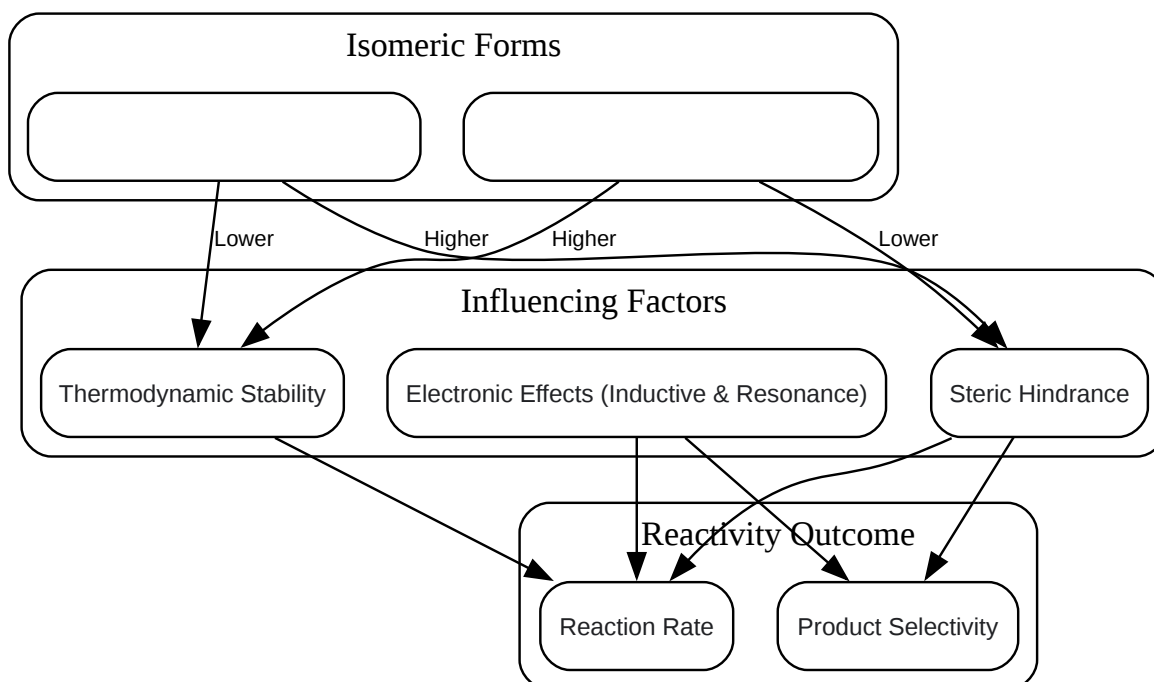 Isomeric Forms
Lower
Higher
Higher
Lower
Influencing Factors
Thermodynamic Stability
Electronic Effects (Inductive & Resonance)
Steric Hindrance
Reactivity Outcome
Reaction Rate
Product Selectivity